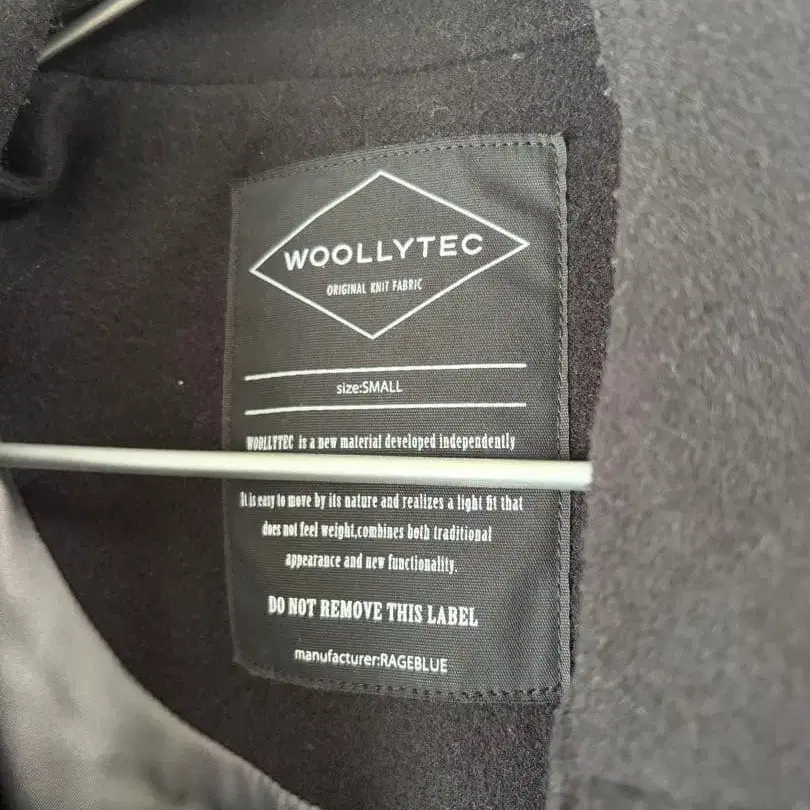 WOOLLYTEC
ORIGINAL KNIT FABRIC
size:SMALL
WOOLLYTEC is a new material developed independently
It is easy to move by its nature and realizes a light fit that
does not feel weight,combines both traditional
appearance and new functionality.
DO NOT REMOVE THIS LABEL
manufacturer:RAGEBLUE